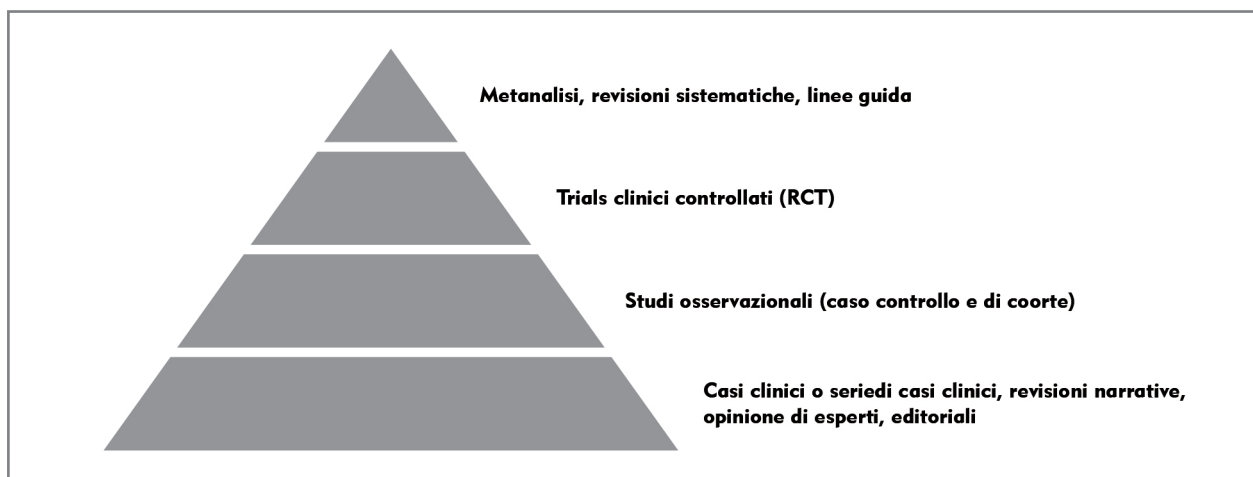 Metanalisi, revisioni sistematiche, linee guida
Trials clinici controllati (RCT)
Studi osservazionali (caso controllo e di coorte)
Casi clinici o seriedi casi clinici, revisioni narrative,
opinione di esperti, editoriali